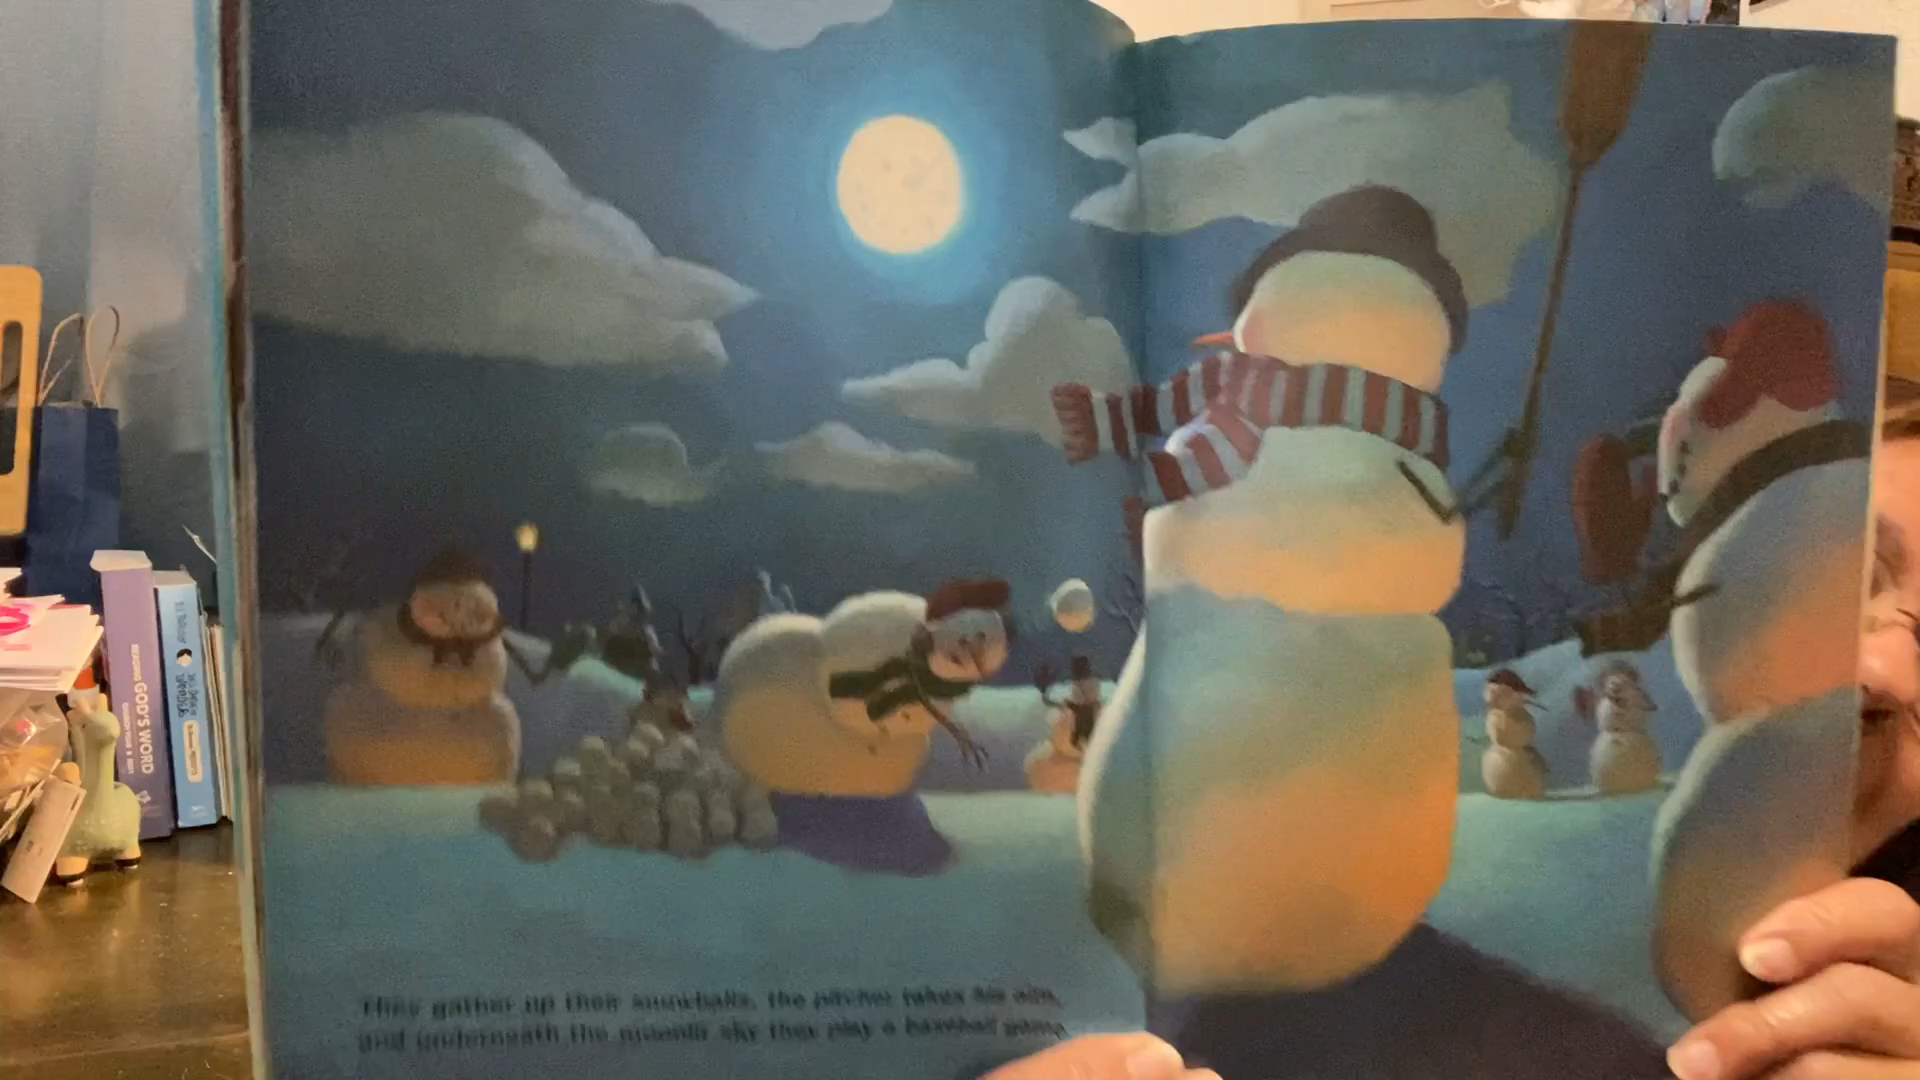 They gather up their snowballs, the pitcher takes his aim,
and underneath the moonlit sky they play a baseball game.
READING GOD'S WORD